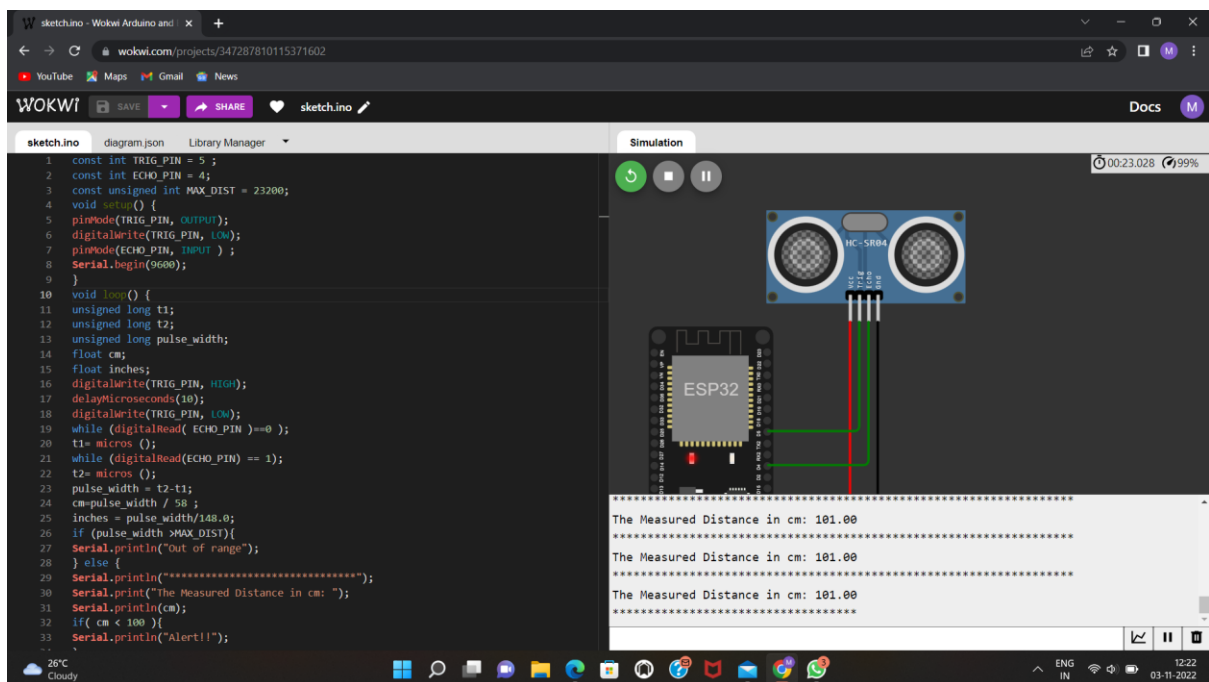 sketch.ino - Wokwi Arduino and
wokwi.com/projects/347287810115371602
M
YouTube Maps Gmail News
WOKWi SAVE SHARE sketch.ino Docs M
sketch.ino diagram.json Library Manager
1 const int TRIG_PIN = 5 ;
2 const int ECHO_PIN = 4;
3 const unsigned int MAX_DIST = 23200;
4 void setup() {
5 pinMode(TRIG_PIN, OUTPUT);
6 digitalWrite(TRIG_PIN, LOW);
7 pinMode(ECHO_PIN, INPUT ) ;
8 Serial.begin(9600);
9 }
10 void loop() {
11 unsigned long t1;
12 unsigned long t2;
13 unsigned long pulse_width;
14 float cm;
15 float inches;
16 digitalWrite(TRIG_PIN, HIGH);
17 delayMicroseconds(10);
18 digitalWrite(TRIG_PIN, LOW);
19 while (digitalRead( ECHO_PIN )==0 );
20 t1= micros ();
21 while (digitalRead(ECHO_PIN) == 1);
22 t2= micros ();
23 pulse_width = t2-t1;
24 cm=pulse_width / 58 ;
25 inches = pulse_width/148.0;
26 if (pulse_width >MAX_DIST){
27 Serial.println("Out of range");
28 } else {
29 Serial.println("********************************");
30 Serial.print("The Measured Distance in cm: ");
31 Serial.println(cm);
32 if( cm < 100 ){
33 Serial.println("Alert!!");
Simulation
00:23.028 99%
HC-SR04
Vcc
Trig
Echo
Gnd
ESP32
******************************************************************
The Measured Distance in cm: 101.00
******************************************************************
The Measured Distance in cm: 101.00
******************************************************************
The Measured Distance in cm: 101.00
***********************************
26°C
Cloudy
ENG
IN
12:22
03-11-2022